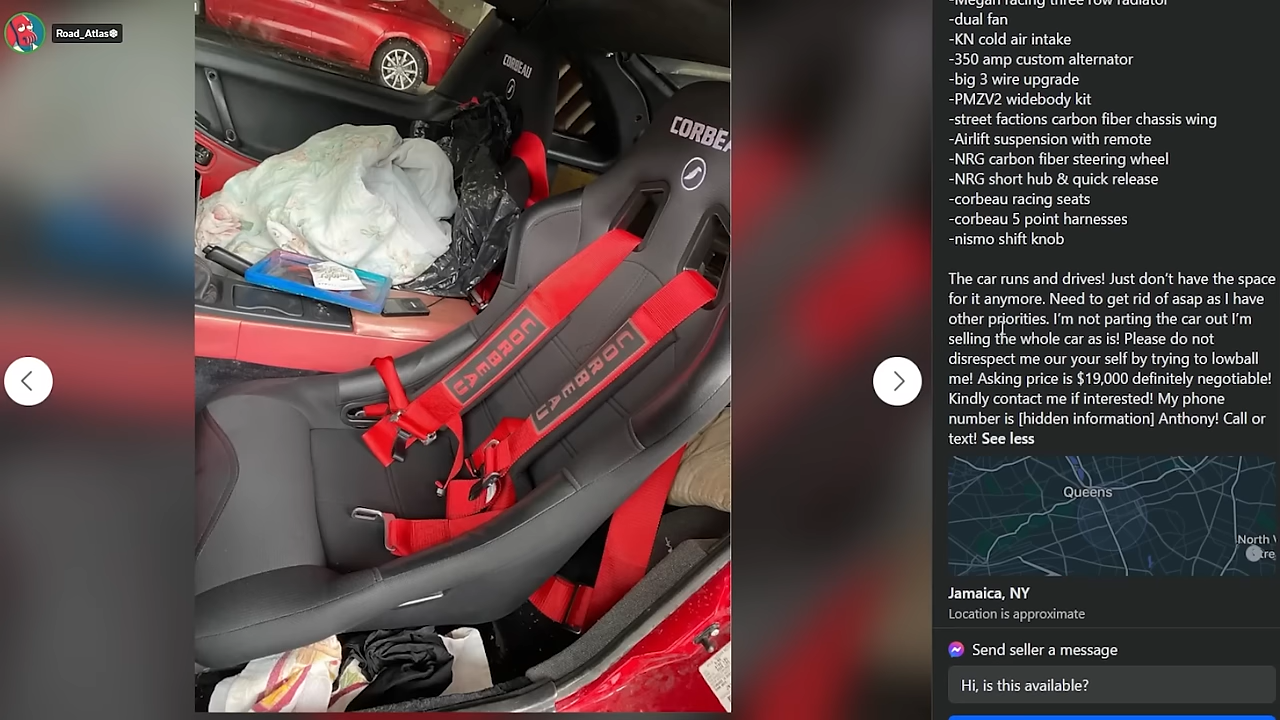 Road_Atlas
CORBEAU
CORBEAU
CORBEAU
CORBEAU
-Megan racing three row radiator
-dual fan
-KN cold air intake
-350 amp custom alternator
-big 3 wire upgrade
-PMZV2 widebody kit
-street factions carbon fiber chassis wing
-Airlift suspension with remote
-NRG carbon fiber steering wheel
-NRG short hub & quick release
-corbeau racing seats
-corbeau 5 point harnesses
-nismo shift knob
The car runs and drives! Just don't have the space
for it anymore. Need to get rid of asap as I have
other priorities. I'm not parting the car out I'm
selling the whole car as is! Please do not
disrespect me our your self by trying to lowball
me! Asking price is $19,000 definitely negotiable!
Kindly contact me if interested! My phone
number is [hidden information] Anthony! Call or
text! See less
Queens
North
Jamaica, NY
Location is approximate
Send seller a message
Hi, is this available?